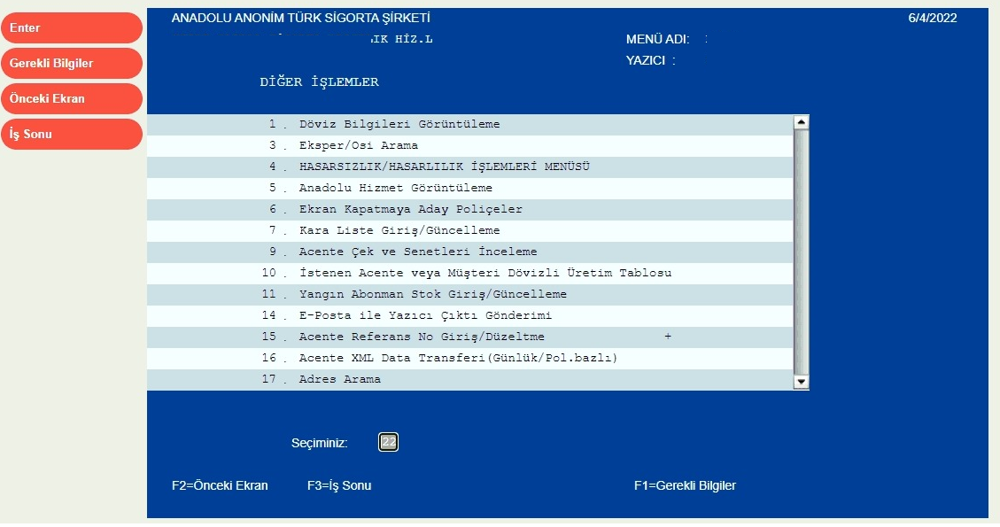 Enter
Gerekli Bilgiler
Önceki Ekran
İş Sonu
ANADOLU ANONİM TÜRK SİGORTA ŞİRKETİ
6/4/2022
HİZ.L
MENÜ ADI: :
YAZICI :
DİĞER İŞLEMLER
1 . Döviz Bilgileri Görüntüleme
3 . Eksper/Osi Arama
4 . HASARSIZLIK/HASARLILIK İŞLEMLERİ MENÜSÜ
5 . Anadolu Hizmet Görüntüleme
6 . Ekran Kapatmaya Aday Poliçeler
7 . Kara Liste Giriş/Güncelleme
9 . Acente Çek ve Senetleri İnceleme
10 . İstenen Acente veya Müşteri Dövizli Üretim Tablosu
11 . Yangın Abonman Stok Giriş/Güncelleme
14 . E-Posta ile Yazıcı Çıktı Gönderimi
15 . Acente Referans No Giriş/Düzeltme +
16 . Acente XML Data Transferi(Günlük/Pol.bazlı)
17 . Adres Arama
Seçiminiz: 22
F2=Önceki Ekran F3=İş Sonu F1=Gerekli Bilgiler